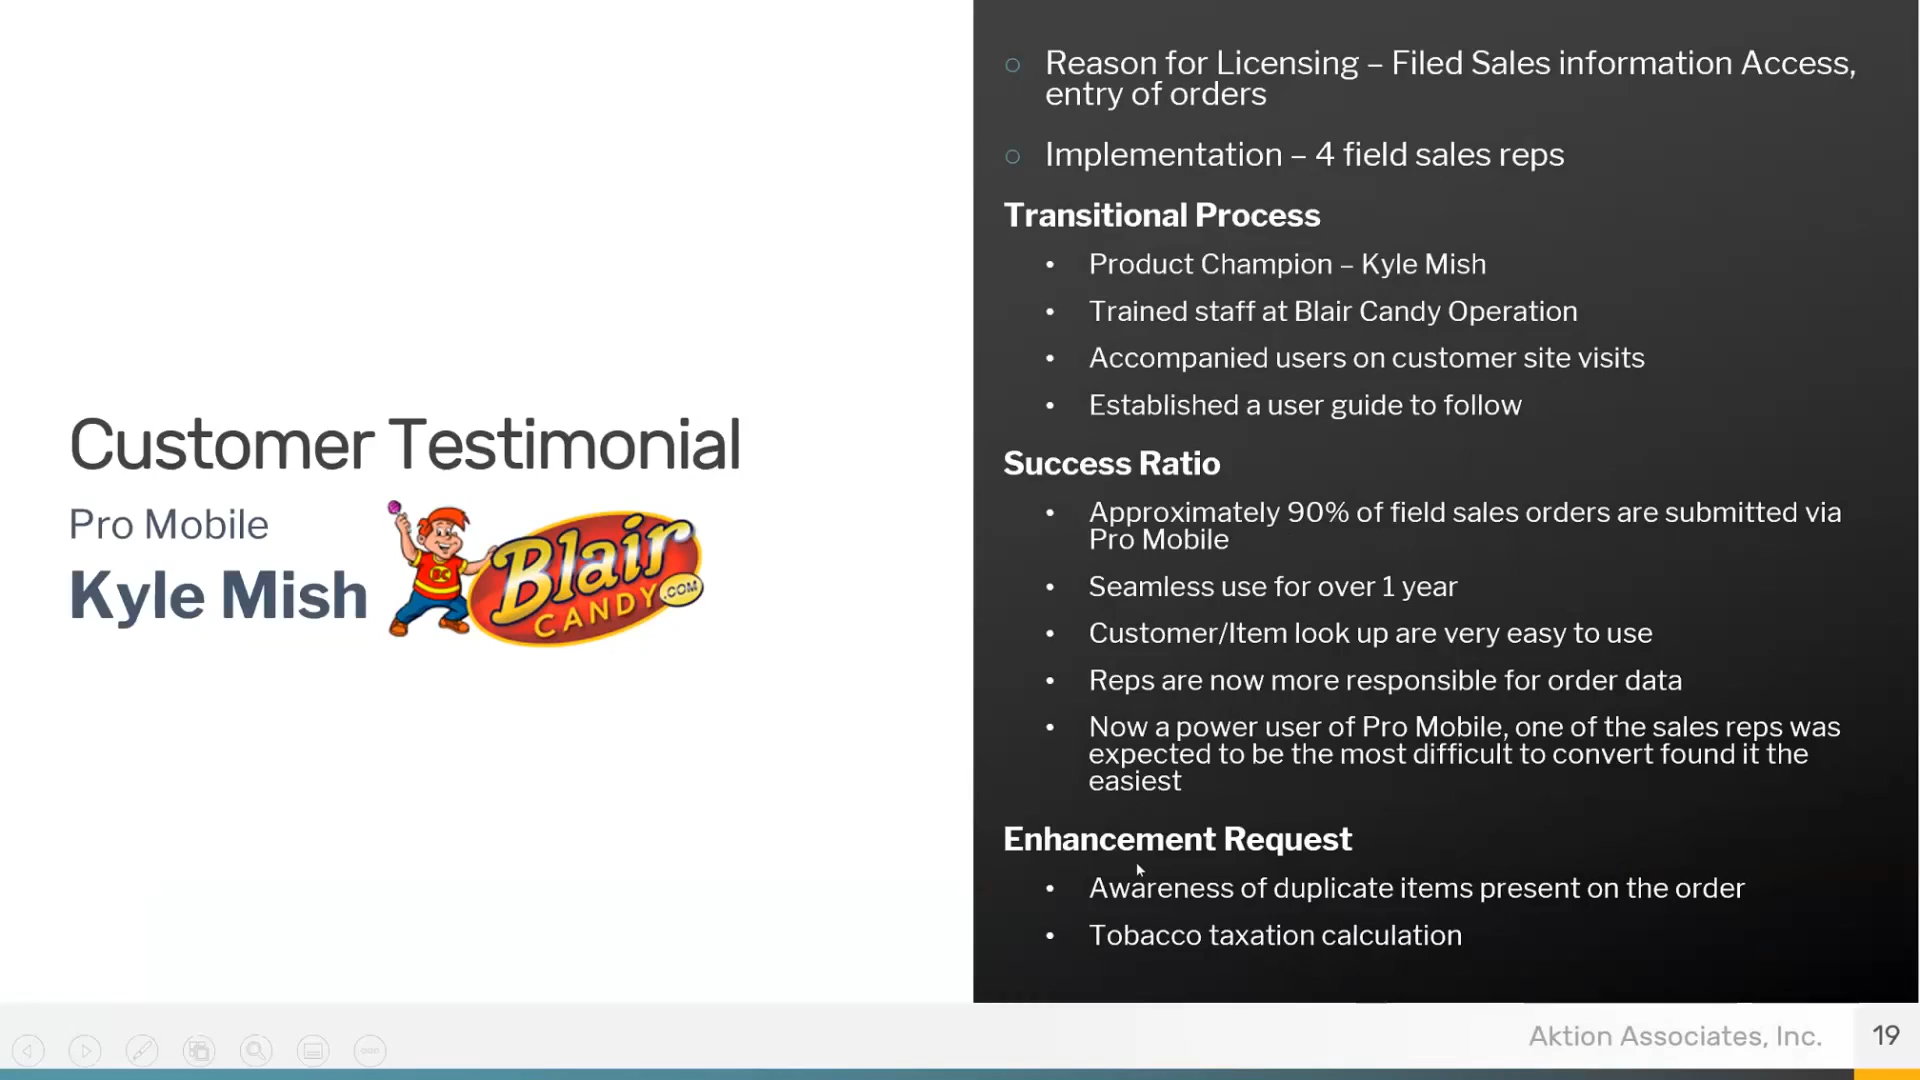 Customer Testimonial
Pro Mobile
Kyle Mish
Blair
CANDY
.COM
Reason for Licensing – Filed Sales information Access,
entry of orders
Implementation – 4 field sales reps
Transitional Process
• Product Champion – Kyle Mish
• Trained staff at Blair Candy Operation
• Accompanied users on customer site visits
• Established a user guide to follow
Success Ratio
• Approximately 90% of field sales orders are submitted via
Pro Mobile
• Seamless use for over 1 year
• Customer/Item look up are very easy to use
• Reps are now more responsible for order data
• Now a power user of Pro Mobile, one of the sales reps was
expected to be the most difficult to convert found it the
easiest
Enhancement Request
• Awareness of duplicate items present on the order
• Tobacco taxation calculation
Aktion Associates, Inc.
19